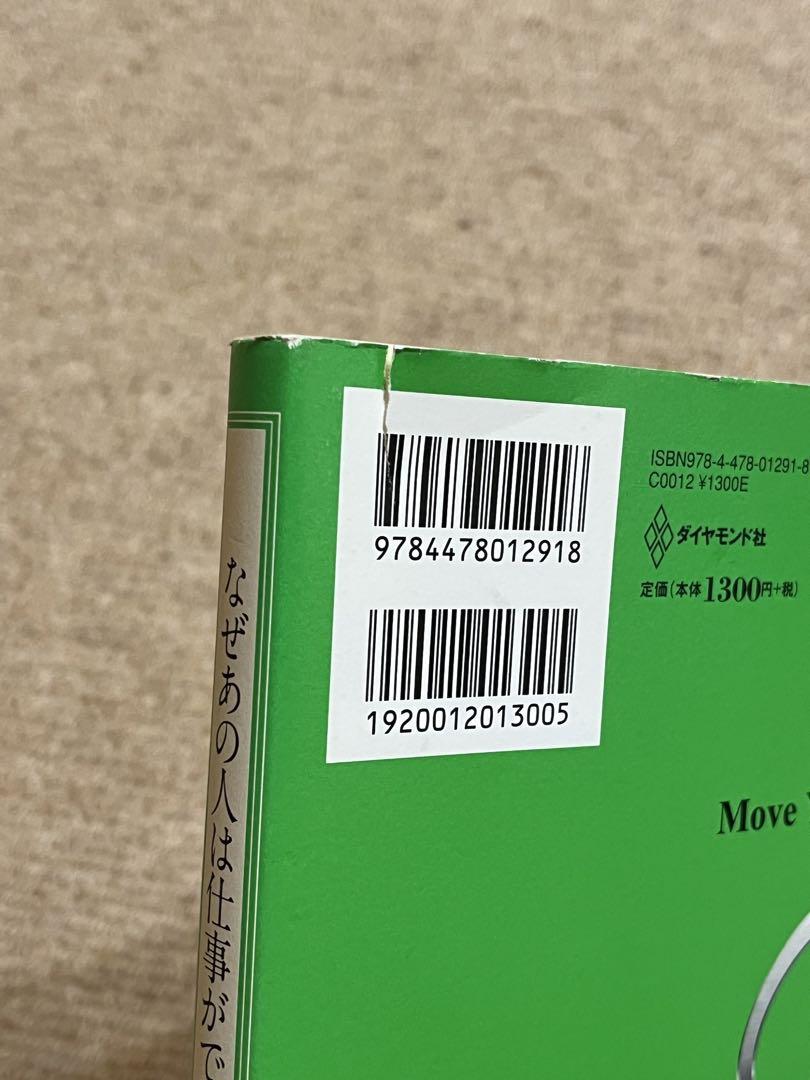 なぜあの人は仕事がで
9784478012918
1920012013005
ISBN978-4-478-01291-8
C0012 ¥1300E
ダイヤモンド社
定価(本体1300円+税)
Move